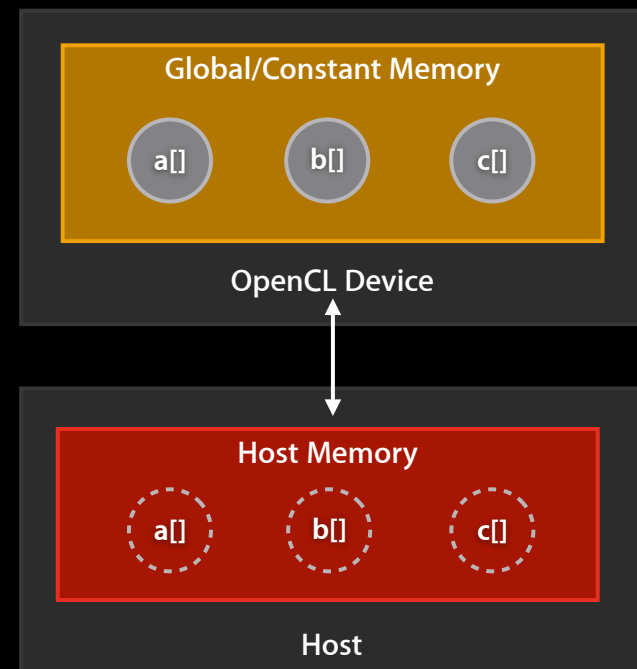 Global/Constant Memory
a[] b[] c[]
OpenCL Device
Host Memory
a[] b[] c[]
Host